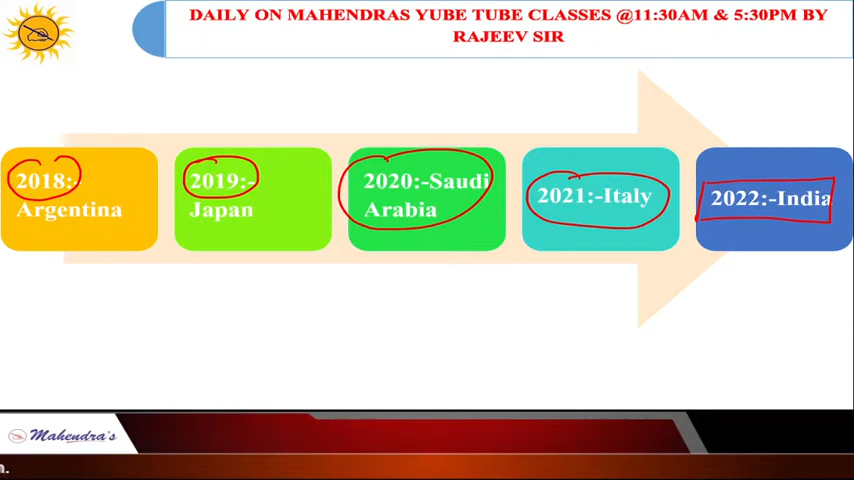 DAILY ON MAHENDRAS YUBE TUBE CLASSES @11:30AM & 5:30PM BY
RAJEEV SIR
2018:-
Argentina
2019:-
Japan
2020:-Saudi
Arabia
2021:-Italy
2022:-India
Mahendra's